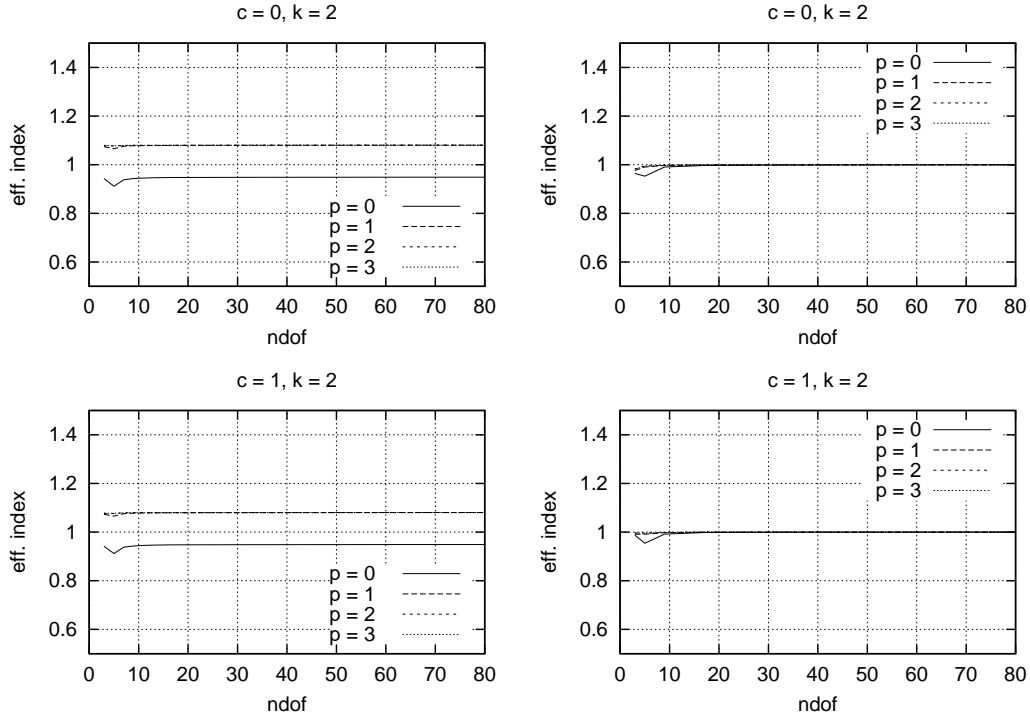 c = 0, k = 2
eff. index
1.4
1.2
1
0.8
0.6
p = 0
p = 1
p = 2
p = 3
0 10 20 30 40 50 60 70 80
ndof
c = 0, k = 2
eff. index
1.4
1.2
1
0.8
0.6
p = 0
p = 1
p = 2
p = 3
0 10 20 30 40 50 60 70 80
ndof
c = 1, k = 2
eff. index
1.4
1.2
1
0.8
0.6
p = 0
p = 1
p = 2
p = 3
0 10 20 30 40 50 60 70 80
ndof
c = 1, k = 2
eff. index
1.4
1.2
1
0.8
0.6
p = 0
p = 1
p = 2
p = 3
0 10 20 30 40 50 60 70 80
ndof